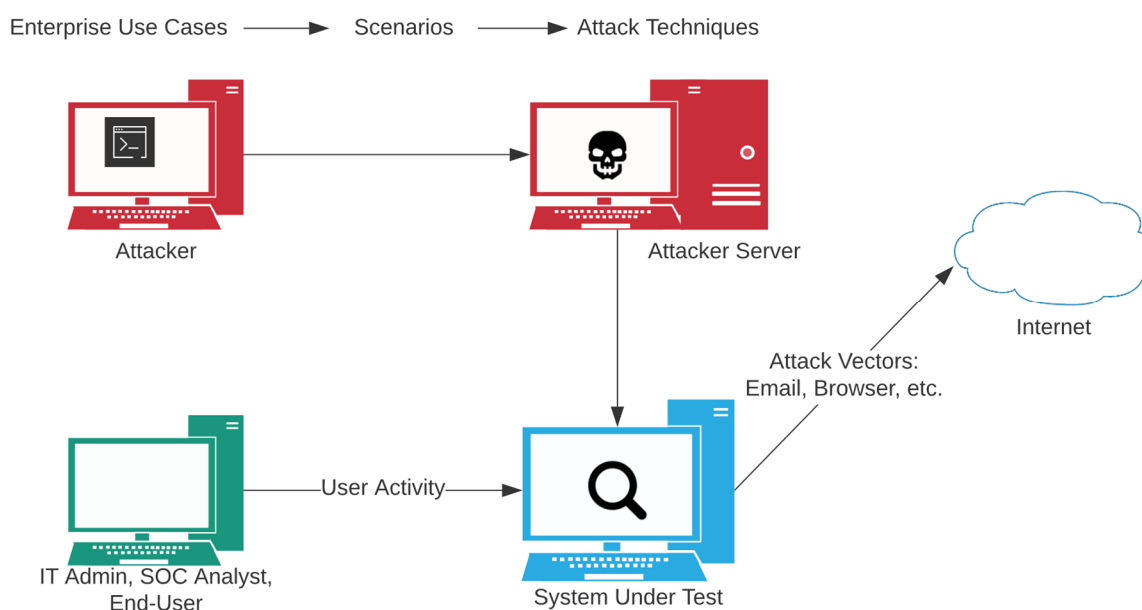 Enterprise Use Cases
Scenarios
Attack Techniques
>_
Attacker
Attacker Server
Internet
Attack Vectors:
Email, Browser, etc.
User Activity
IT Admin, SOC Analyst,
End-User
System Under Test